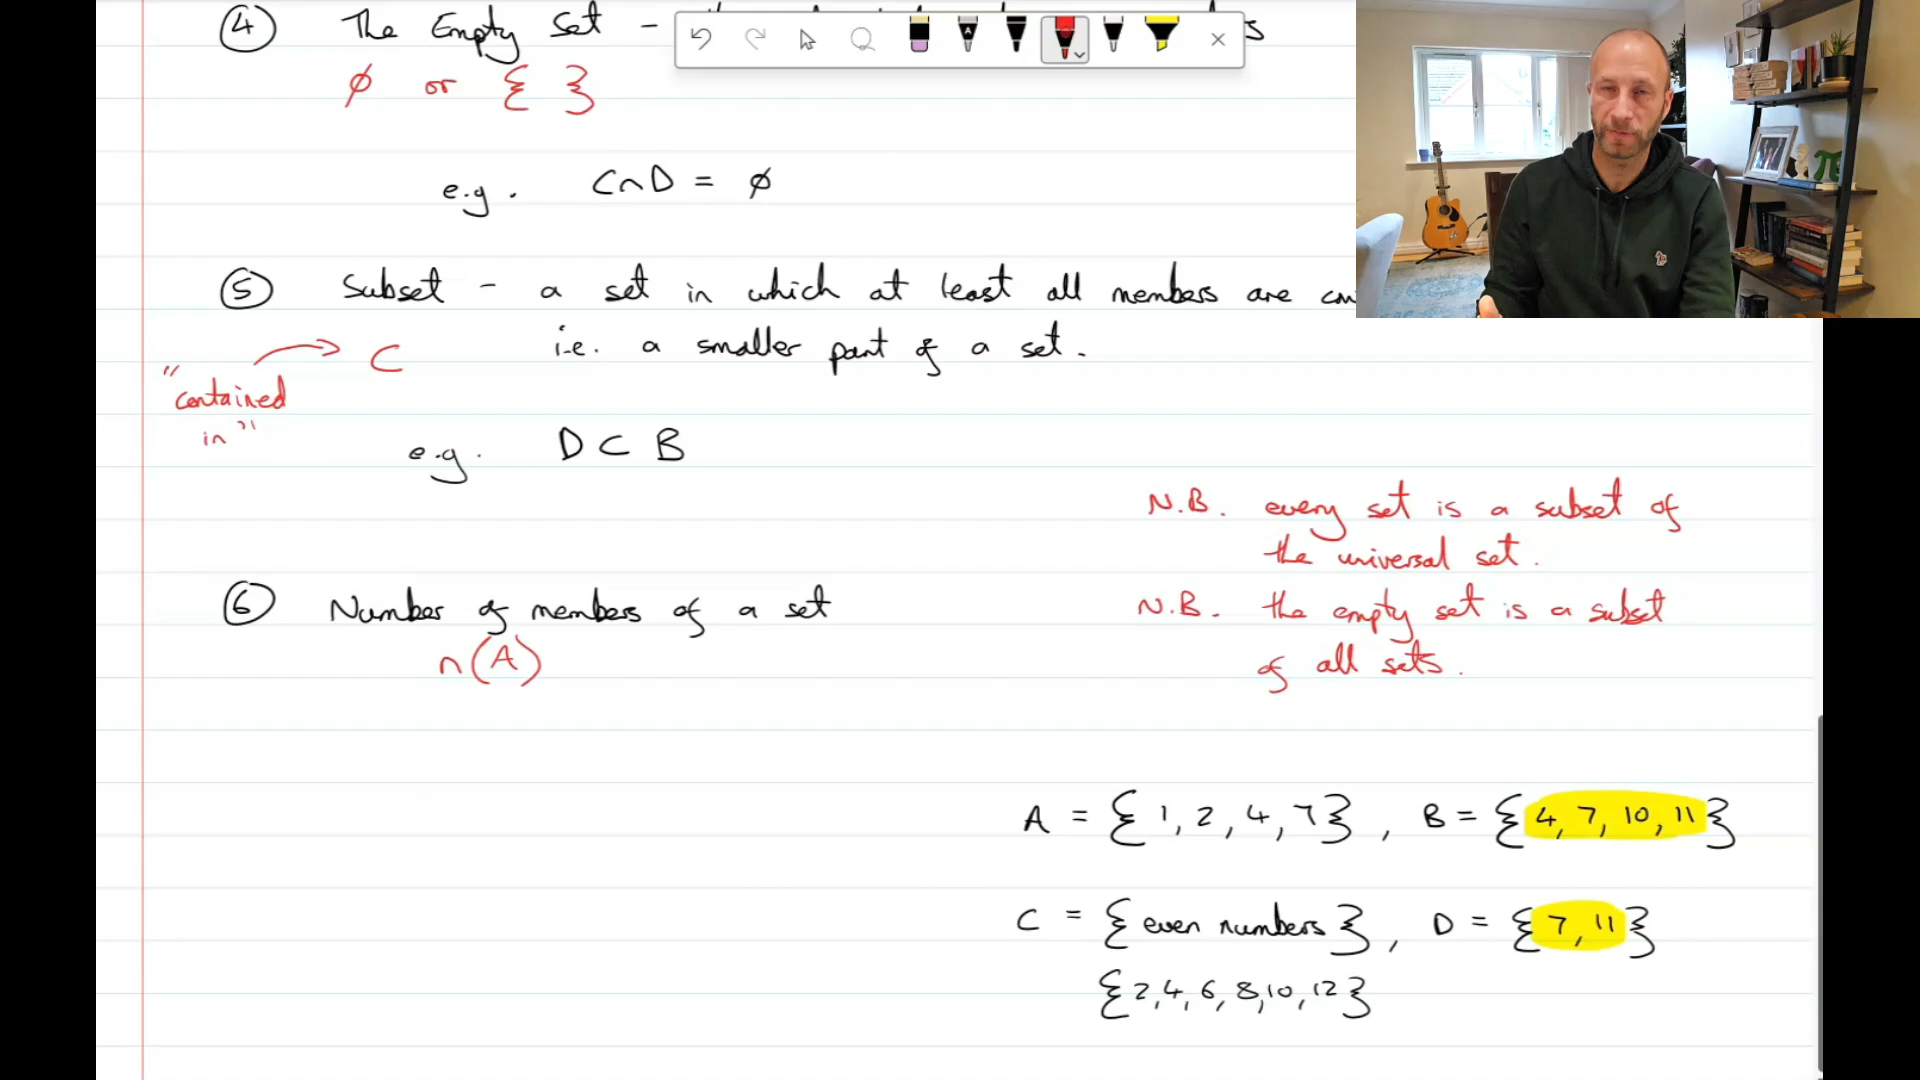 ④ The Empty Set -
∅ or { }
e.g. C∩D = ∅
⑤ Subset - a set in which at least all members are
i.e. a smaller part of a set.
"contained in" → ⊂
e.g. D ⊂ B
N.B. every set is a subset of
the universal set.
⑥ Number of members of a set
n(A)
N.B. the empty set is a subset
of all sets.
A = { 1, 2, 4, 7 } , B = { 4, 7, 10, 11 }
C = { even numbers } , D = { 7, 11 }
{ 2, 4, 6, 8, 10, 12 }